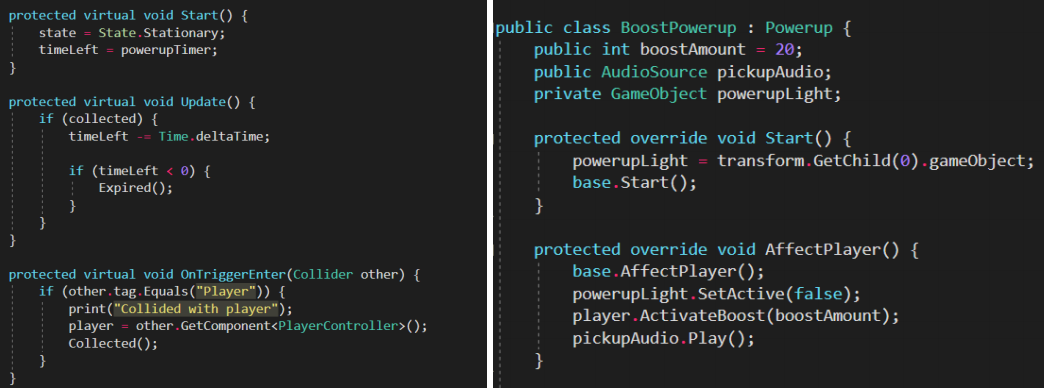 protected virtual void Start() {
state = State.Stationary;
timeLeft = powerupTimer;
}
protected virtual void Update() {
if (collected) {
timeLeft -= Time.deltaTime;
if (timeLeft < 0) {
Expired();
}
}
}
protected virtual void OnTriggerEnter(Collider other) {
if (other.tag.Equals("Player")) {
print("Collided with player");
player = other.GetComponent<PlayerController>();
Collected();
}
}
public class BoostPowerup : Powerup {
public int boostAmount = 20;
public AudioSource pickupAudio;
private GameObject powerupLight;
protected override void Start() {
powerupLight = transform.GetChild(0).gameObject;
base.Start();
}
protected override void AffectPlayer() {
base.AffectPlayer();
powerupLight.SetActive(false);
player.ActivateBoost(boostAmount);
pickupAudio.Play();
}